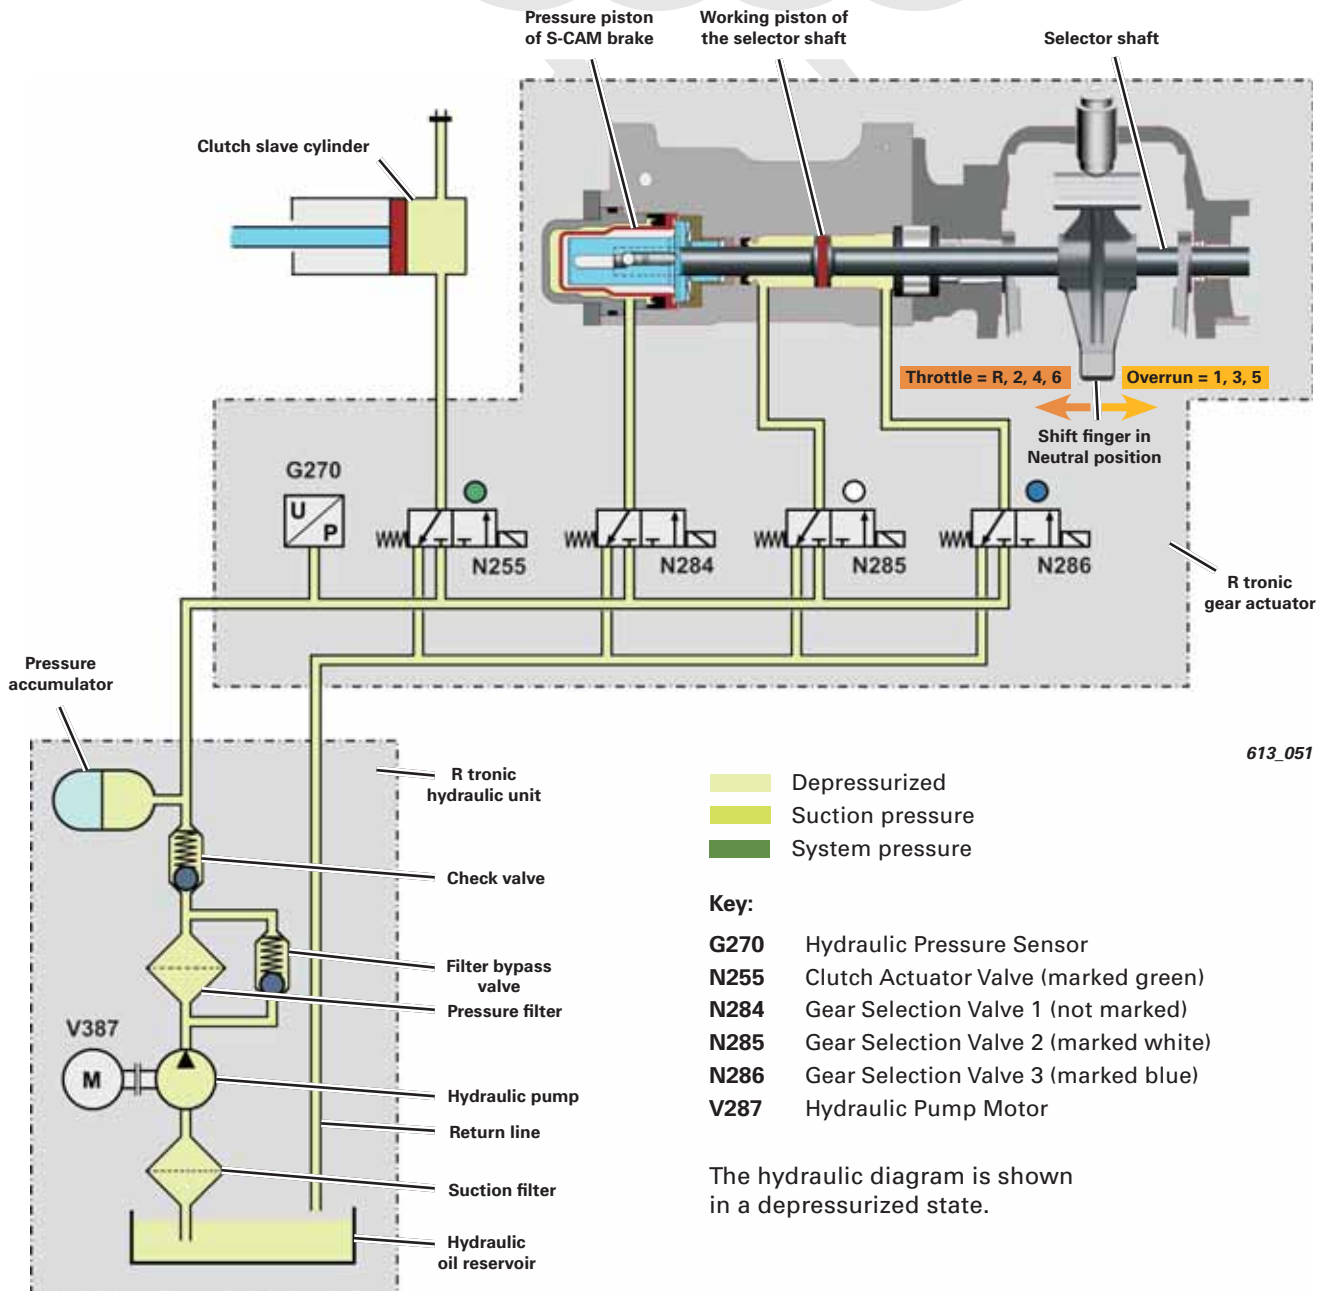 Pressure piston
of S-CAM brake
Working piston of
the selector shaft
Selector shaft
Clutch slave cylinder
Throttle = R, 2, 4, 6
Overrun = 1, 3, 5
Shift finger in
Neutral position
G270
U
P
N255
N284
N285
N286
R tronic
gear actuator
Pressure
accumulator
613_051
R tronic
hydraulic unit
Check valve
Filter bypass
valve
Pressure filter
V387
M
Hydraulic pump
Return line
Suction filter
Hydraulic
oil reservoir
Depressurized
Suction pressure
System pressure
Key:
G270 Hydraulic Pressure Sensor
N255 Clutch Actuator Valve (marked green)
N284 Gear Selection Valve 1 (not marked)
N285 Gear Selection Valve 2 (marked white)
N286 Gear Selection Valve 3 (marked blue)
V287 Hydraulic Pump Motor
The hydraulic diagram is shown
in a depressurized state.